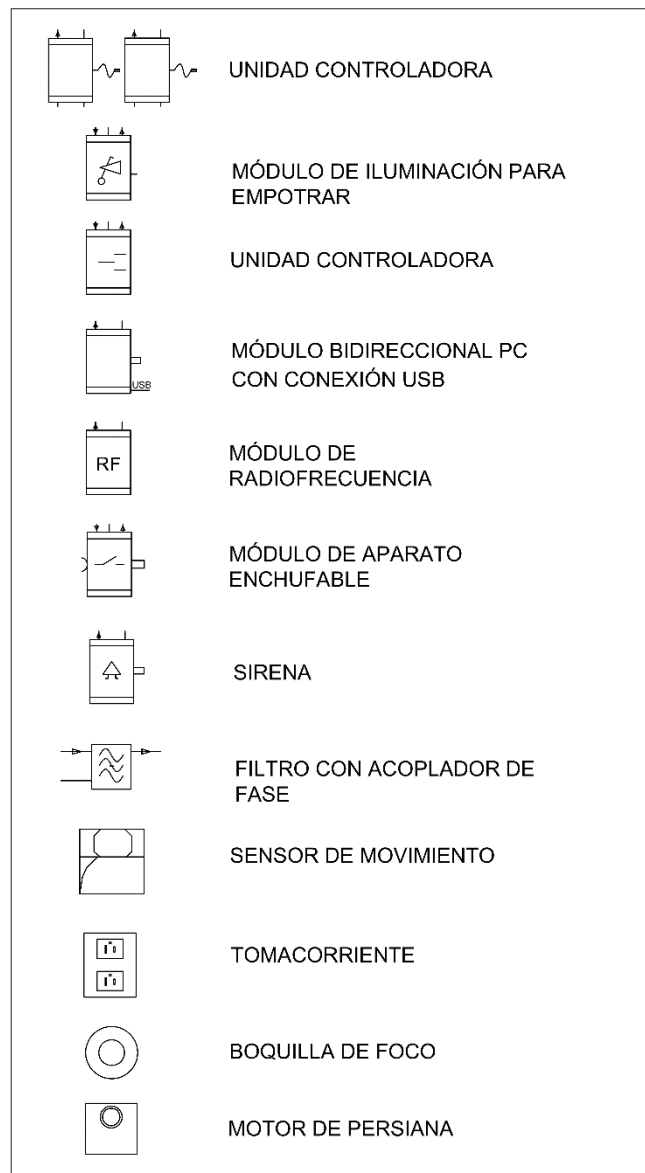 UNIDAD CONTROLADORA
MÓDULO DE ILUMINACIÓN PARA
EMPOTRAR
UNIDAD CONTROLADORA
MÓDULO BIDIRECCIONAL PC
CON CONEXIÓN USB
USB
RF
MÓDULO DE
RADIOFRECUENCIA
MÓDULO DE APARATO
ENCHUFABLE
SIRENA
FILTRO CON ACOPLADOR DE
FASE
SENSOR DE MOVIMIENTO
TOMACORRIENTE
BOQUILLA DE FOCO
MOTOR DE PERSIANA